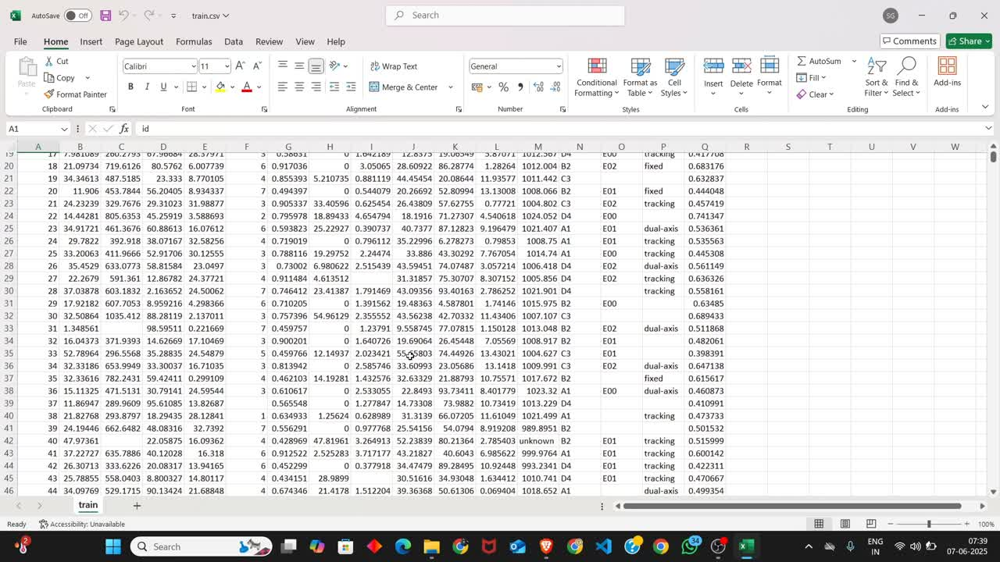 AutoSave Off train.csv Search SG
File Home Insert Page Layout Formulas Data Review View Help Comments Share
Paste Cut Copy Format Painter Clipboard
Calibri 11 B I U Font
Wrap Text Merge & Center Alignment
General % Number
Conditional Formatting Format as Table Cell Styles Styles
Insert Delete Format Cells
AutoSum Fill Clear Sort & Filter Find & Select Editing
Add-ins Add-ins
A1 fx id
A B C D E F G H I J K L M N O P Q R S T U V W
19 17 7.981089 260.2793 67.96684 28.37971 3 0.58631 0 1.642189 12.8375 19.06549 5.87071 1012.567 D4 E00 tracking 0.417708
20 18 21.09734 719.6126 80.5762 6.007739 6 0.917036 0 3.05065 28.60922 86.28774 1.28264 1012.004 B2 E02 fixed 0.683176
21 19 34.34613 487.5185 23.333 8.770105 4 0.855393 5.210735 0.881119 44.45454 20.08644 11.93577 1011.442 C3 0.632837
22 20 11.906 453.7844 56.20405 8.934337 7 0.494397 0 0.544079 20.26692 52.80994 13.13008 1008.066 B2 E01 fixed 0.444048
23 21 24.23239 329.7676 29.31023 31.98877 3 0.905337 33.40596 0.625454 26.43809 57.62755 0.77721 1004.802 C3 E02 tracking 0.457419
24 22 14.44281 805.6353 45.25919 3.588693 2 0.795978 18.89433 4.654794 18.1916 71.27307 4.540618 1024.052 D4 E00 0.741347
25 23 34.91721 461.3676 60.88613 16.07612 6 0.593823 25.22927 0.390737 40.7377 87.12823 9.196479 1021.407 A1 E01 dual-axis 0.536361
26 24 29.7822 392.918 38.07167 32.58256 4 0.719019 0 0.796112 35.22996 6.278273 0.79853 1008.75 A1 E01 tracking 0.535563
27 25 33.20063 411.9666 52.91706 30.12555 3 0.788116 19.29752 2.24474 33.886 43.30292 7.767054 1014.74 A1 E00 tracking 0.445308
28 26 35.4529 633.0773 58.81584 23.0497 3 0.73002 6.980622 2.515439 43.59451 74.07487 3.057214 1006.418 D4 E02 dual-axis 0.561149
29 27 22.2679 591.361 12.86782 24.37721 4 0.911484 4.613512 31.31857 75.30707 8.307152 1005.856 D4 E02 tracking 0.636326
30 28 37.03878 603.1832 2.163652 24.50062 7 0.746412 23.41387 1.791469 43.09356 93.40163 2.786252 1021.901 D4 tracking 0.558161
31 29 17.92182 607.7053 8.959216 4.298366 6 0.710205 0 1.391562 19.48363 4.587801 1.74146 1015.975 B2 E00 0.63485
32 30 32.50864 1035.412 88.28119 2.137011 3 0.757396 54.96129 2.355552 43.56238 42.70332 11.43406 1007.107 C3 0.689433
33 31 1.348561 98.59511 0.221669 7 0.459757 0 1.23791 9.558745 77.07815 1.150128 1013.048 B2 E02 dual-axis 0.511868
34 32 16.04373 371.9393 14.62669 17.10469 3 0.900201 0 1.640726 19.69064 26.45448 7.05569 1008.917 B2 E01 0.482061
35 33 52.78964 296.5568 35.28835 24.54879 5 0.459766 12.14937 2.023421 74.44926 13.43021 1004.627 C3 E01 0.398391
36 34 32.33186 653.9949 33.30037 16.71035 3 0.813942 0 2.585746 33.60993 23.05686 13.1418 1009.991 C3 E02 dual-axis 0.647138
37 35 32.33616 782.2431 59.42411 0.299109 4 0.462103 14.19281 1.432576 32.63329 21.88793 10.75571 1017.672 B2 fixed 0.615617
38 36 15.11325 471.5131 30.79141 24.59544 3 0.610617 0 2.533055 22.8493 93.73411 8.401779 1023.32 A1 E00 dual-axis 0.460873
39 37 11.86947 289.9609 95.61085 13.82687 0.565548 0 1.277847 14.73308 73.9882 10.73419 1013.229 D4 0.410991
40 38 21.82768 293.8797 18.29435 28.12841 1 0.634933 1.25624 0.628989 31.3139 66.07205 11.61049 1021.499 A1 tracking 0.473733
41 39 24.19446 662.6482 48.08316 32.7392 7 0.556291 0 0.977768 25.54156 54.0794 8.919208 989.8951 B2 0.501532
42 40 47.97361 22.05875 16.09362 4 0.428969 47.81961 3.264913 52.23839 80.21364 2.785403 unknown B2 E01 tracking 0.515999
43 41 37.22727 635.7886 40.12028 16.318 6 0.912522 2.525283 3.717177 43.21827 40.6043 6.985622 999.9764 A1 E01 tracking 0.600142
44 42 26.30713 333.6226 20.08317 13.94165 6 0.452299 0 0.377918 34.47479 89.28495 10.92448 993.2341 D4 E01 tracking 0.422311
45 43 25.78855 558.0403 8.800327 14.80117 4 0.434151 28.9899 30.51616 34.93048 1.634412 1010.741 D4 E01 tracking 0.470667
46 44 34.09769 529.1715 90.13424 21.68848 4 0.674346 21.4178 1.512204 39.36368 50.61306 0.069404 1018.652 A1 dual-axis 0.499354
train
Ready Accessibility: Unavailable 100%
2 Search 34 ENG IN 07:39 07-06-2025